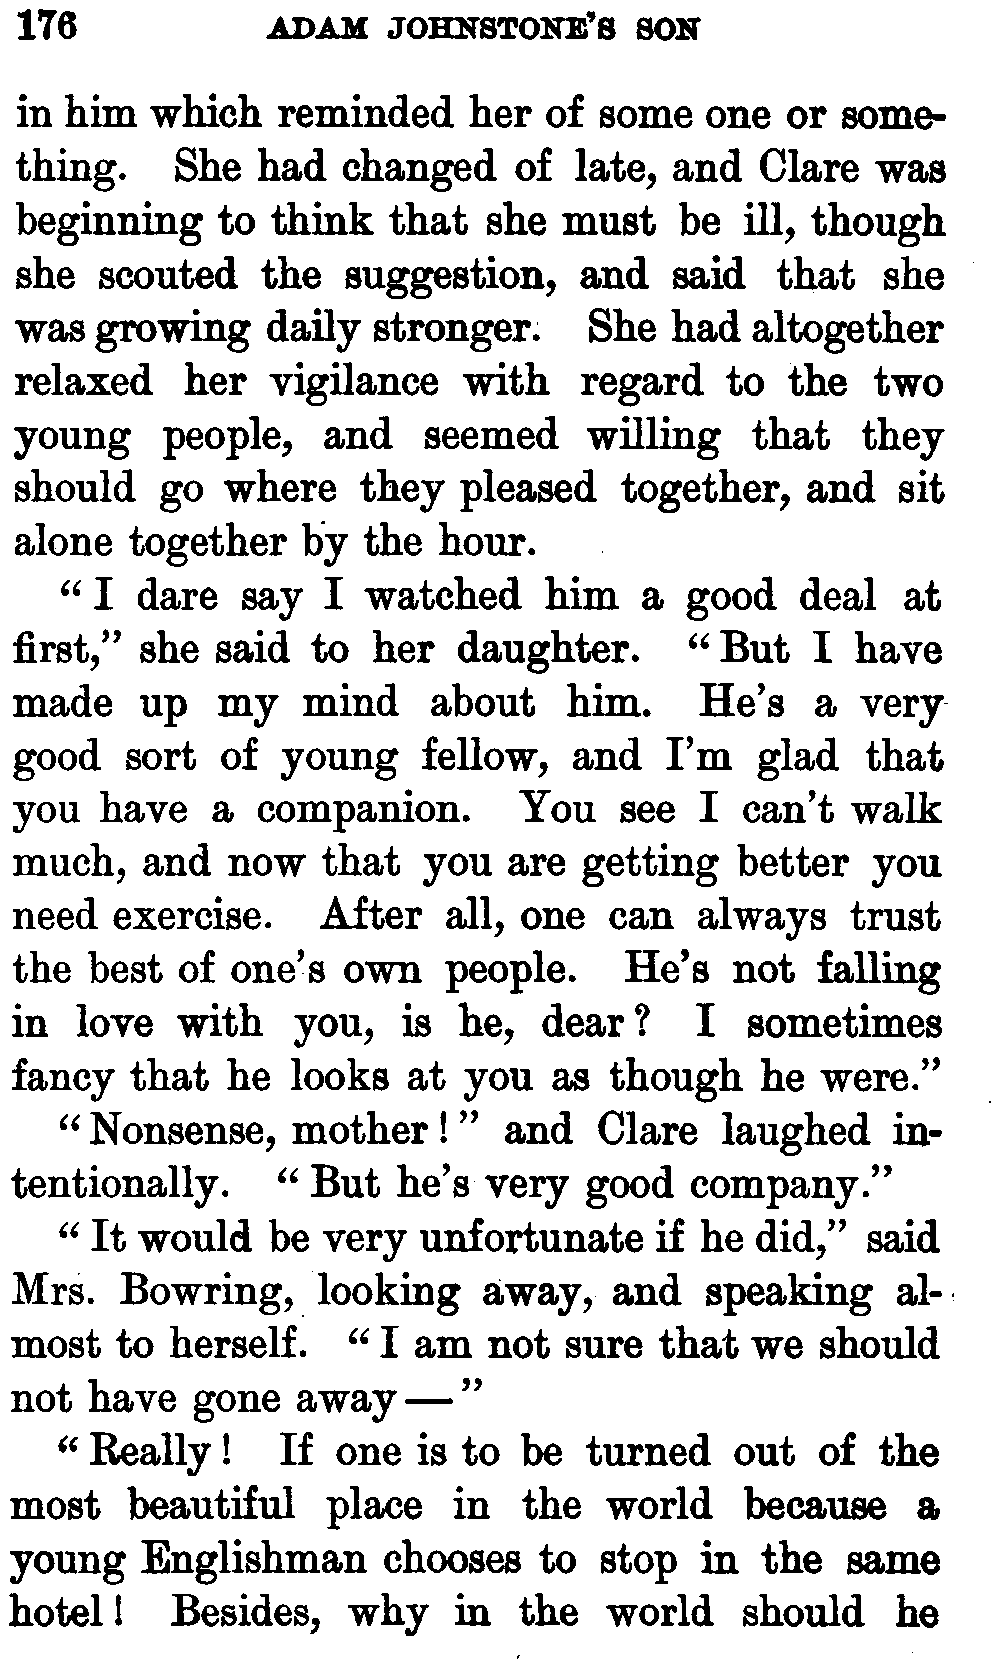 176 ADAM JOHNSTONE'S SON
in him which reminded her of some one or some-
thing. She had changed of late, and Clare was
beginning to think that she must be ill, though
she scouted the suggestion, and said that she
was growing daily stronger. She had altogether
relaxed her vigilance with regard to the two
young people, and seemed willing that they
should go where they pleased together, and sit
alone together by the hour.
"I dare say I watched him a good deal at
first," she said to her daughter. "But I have
made up my mind about him. He's a very
good sort of young fellow, and I'm glad that
you have a companion. You see I can't walk
much, and now that you are getting better you
need exercise. After all, one can always trust
the best of one's own people. He's not falling
in love with you, is he, dear? I sometimes
fancy that he looks at you as though he were."
"Nonsense, mother!" and Clare laughed in-
tentionally. "But he's very good company."
"It would be very unfortunate if he did," said
Mrs. Bowring, looking away, and speaking al-
most to herself. "I am not sure that we should
not have gone away—"
"Really! If one is to be turned out of the
most beautiful place in the world because a
young Englishman chooses to stop in the same
hotel! Besides, why in the world should he